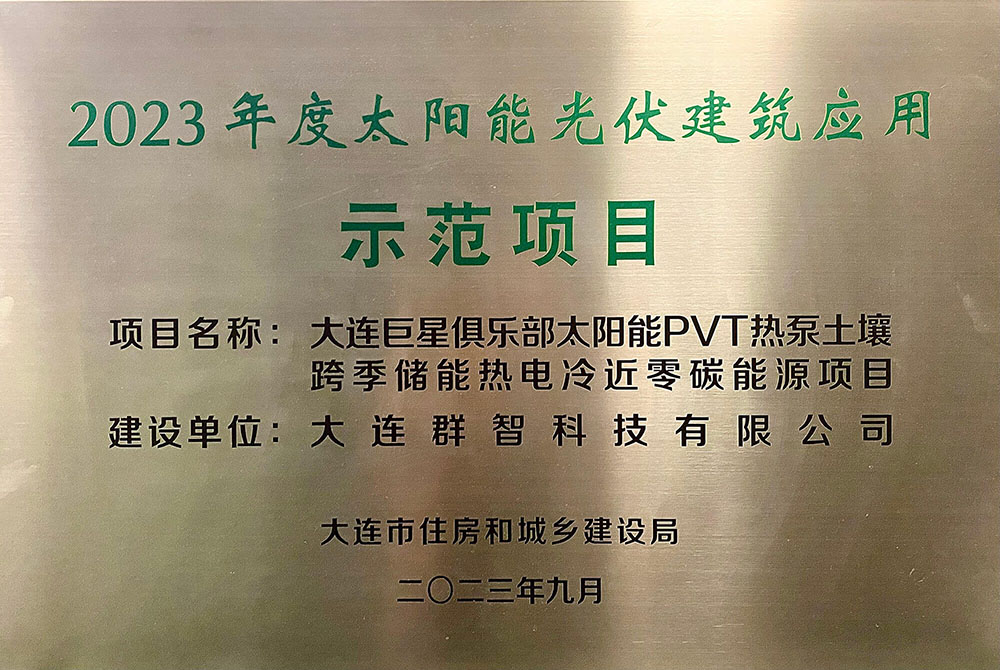 2023年度太阳能光伏建筑应用
示范项目
项目名称：大连巨星俱乐部太阳能PVT热泵土壤
跨季储能热电冷近零碳能源项目
建设单位：大连群智科技有限公司
大连市住房和城乡建设局
二〇二三年九月